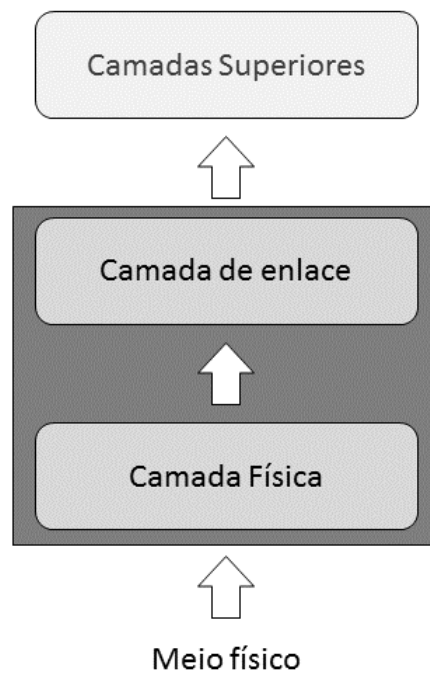 Camadas Superiores
Camada de enlace
Camada Física
Meio físico